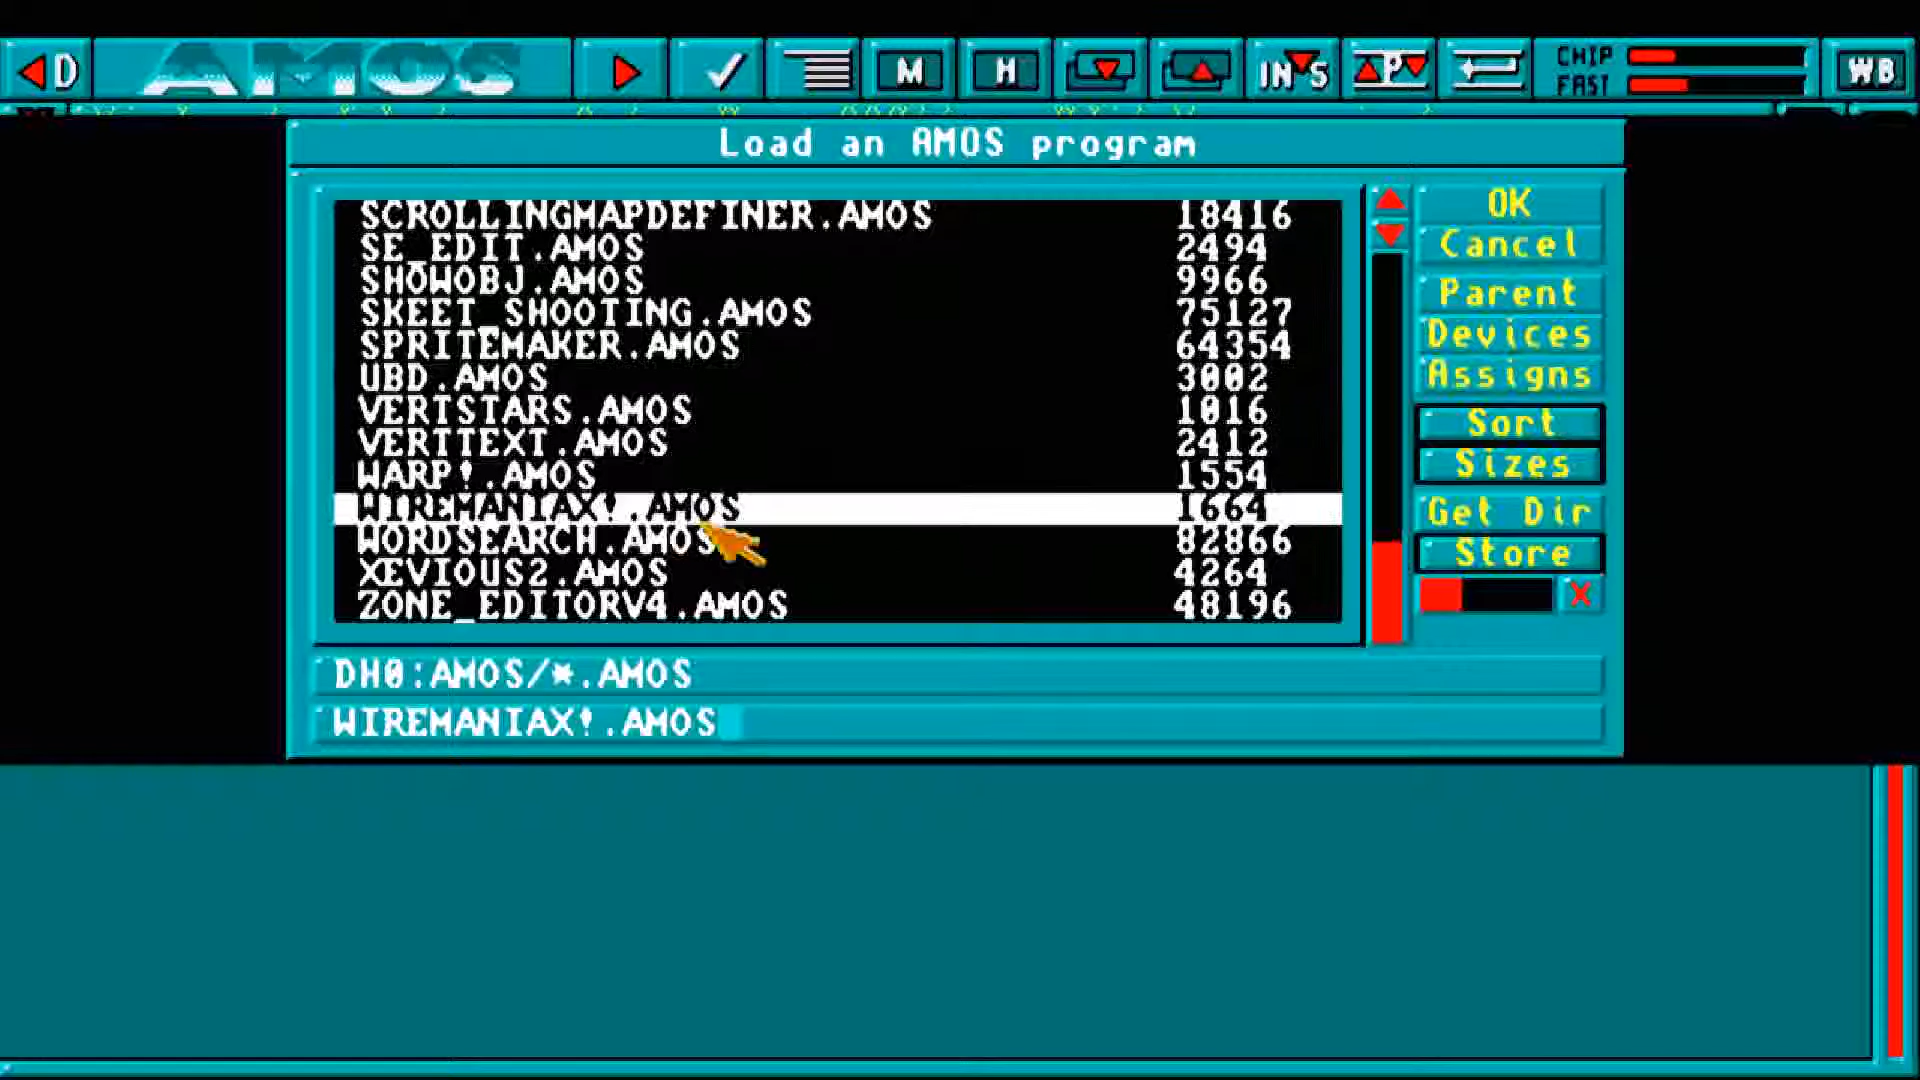 D AMOS M H INS P CHIP FAST WB
Load an AMOS program
SCROLLINGMAPDEFINER.AMOS 18416
SE_EDIT.AMOS 2494
SHOWOBJ.AMOS 9966
SKEET_SHOOTING.AMOS 75127
SPRITEMAKER.AMOS 64354
UBD.AMOS 3002
VERTSTARS.AMOS 1016
VERTTEXT.AMOS 2412
WARP!.AMOS 1554
WIREMANIAX!.AMOS 1664
WORDSEARCH.AMOS 82866
XEVIOUS2.AMOS 4264
ZONE_EDITORV4.AMOS 48196
OK
Cancel
Parent
Devices
Assigns
Sort
Sizes
Get Dir
Store
X
DH0:AMOS/*.AMOS
WIREMANIAX!.AMOS